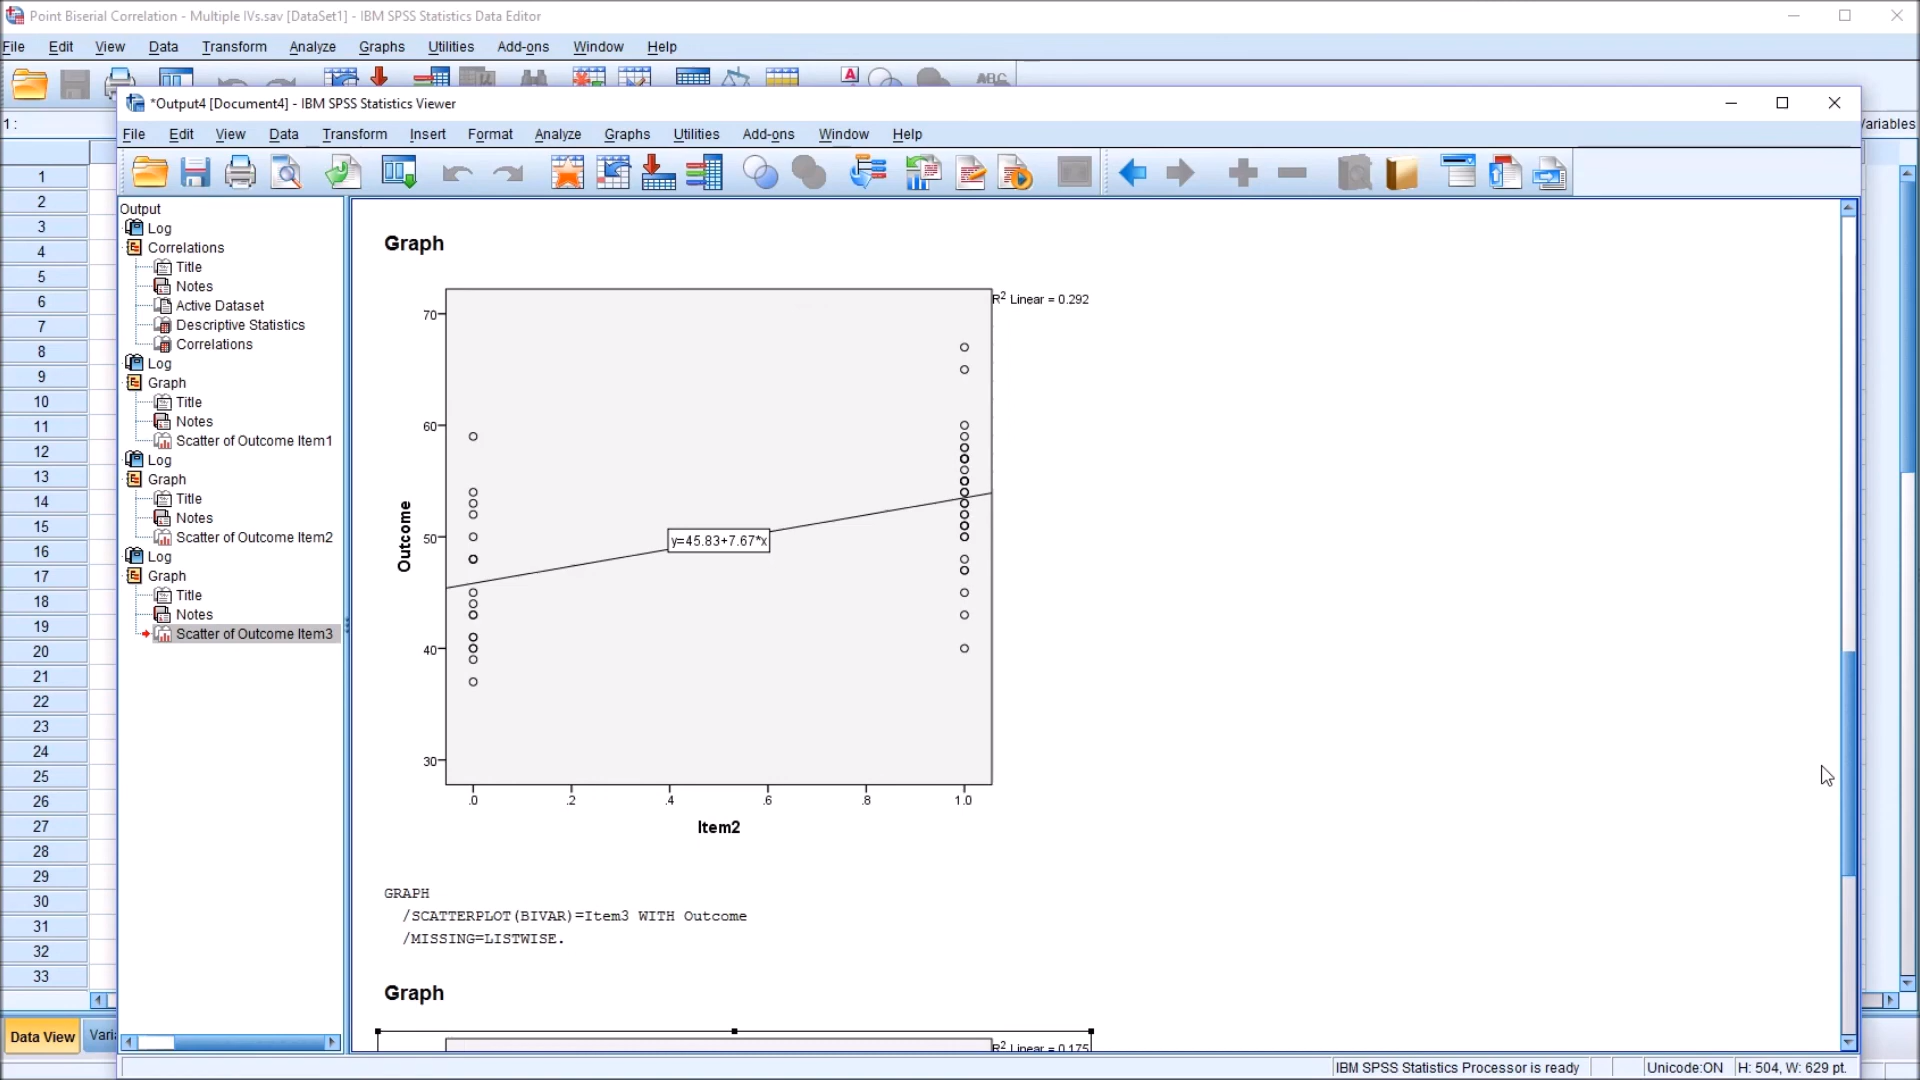 Point Biserial Correlation - Multiple IVs.sav [DataSet1] - IBM SPSS Statistics Data Editor
File Edit View Data Transform Analyze Graphs Utilities Add-ons Window Help
A ABC
*Output4 [Document4] - IBM SPSS Statistics Viewer
1 :
Variables
File Edit View Data Transform Insert Format Analyze Graphs Utilities Add-ons Window Help
1
2
3
4
5
6
7
8
9
10
11
12
13
14
15
16
17
18
19
20
21
22
23
24
25
26
27
28
29
30
31
32
33
Data View
Output
Log
Correlations
Title
Notes
Active Dataset
Descriptive Statistics
Correlations
Log
Graph
Title
Notes
Scatter of Outcome Item1
Log
Graph
Title
Notes
Scatter of Outcome Item2
Log
Graph
Title
Notes
Scatter of Outcome Item3
Graph
R² Linear = 0.292
70
60
50
40
30
Outcome
y=45.83+7.67*x
.0 .2 .4 .6 .8 1.0
Item2
GRAPH
/SCATTERPLOT(BIVAR)=Item3 WITH Outcome
/MISSING=LISTWISE.
Graph
R² Linear = 0.175
IBM SPSS Statistics Processor is ready Unicode:ON H: 504, W: 629 pt.